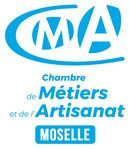 CMA
Chambre
de Métiers
et de l'Artisanat
MOSELLE